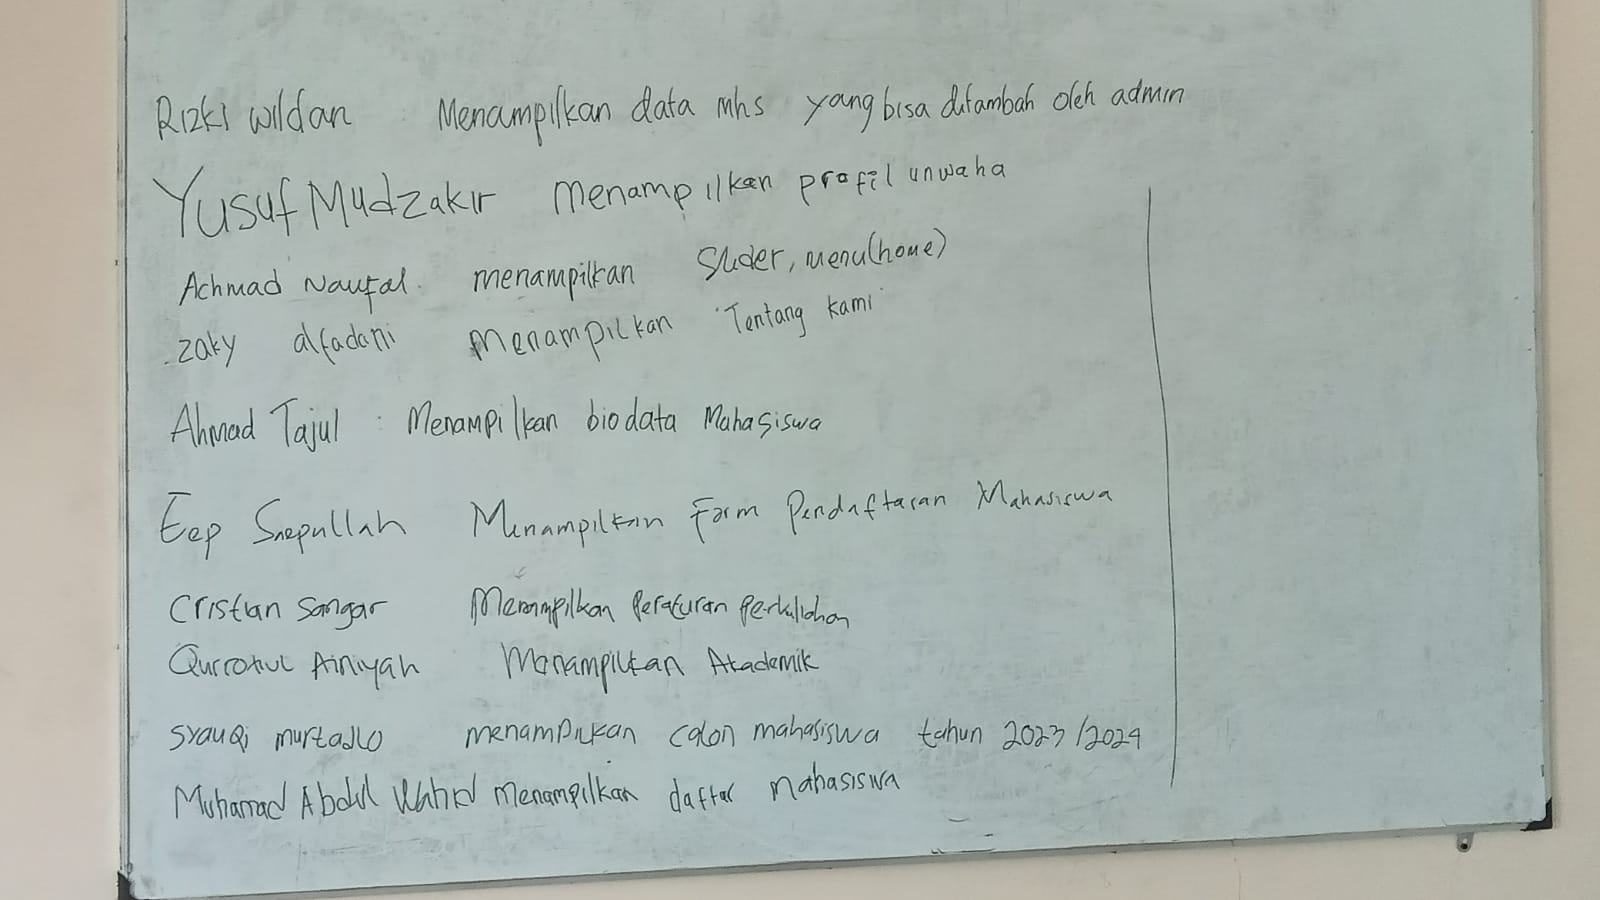 Rizki wildan : Menampilkan data mhs yang bisa ditambah oleh admin
Yusuf Mudzakir menampilkan profil unwaha
Achmad Naufal. menampilkan Slider, menu(home)
zaky alfadani menampilkan "Tentang kami"
Ahmad Tajul : Menampilkan biodata Mahasiswa
Eep Saepullah Menampilkan Form Pendaftaran Mahasiswa
Cristian Sangar Menampilkan Peraturan Perkuliahan
Qurrotul Ainiyah Menampilkan Akademik
syauqi murtadlo menampilkan calon mahasiswa tahun 2023/2024
Muhamad Abdul Wahid menampilkan daftar mahasiswa